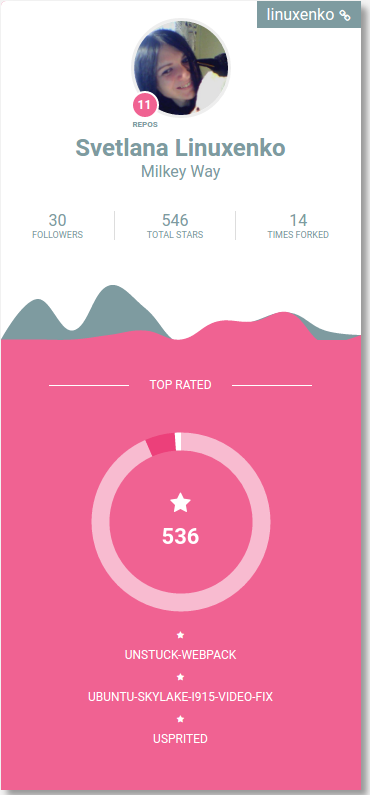 linuxenko
11
REPOS
Svetlana Linuxenko
Milkey Way
30 546 14
FOLLOWERS TOTAL STARS TIMES FORKED
TOP RATED
536
UNSTUCK-WEBPACK
UBUNTU-SKYLAKE-I915-VIDEO-FIX
USPRITED